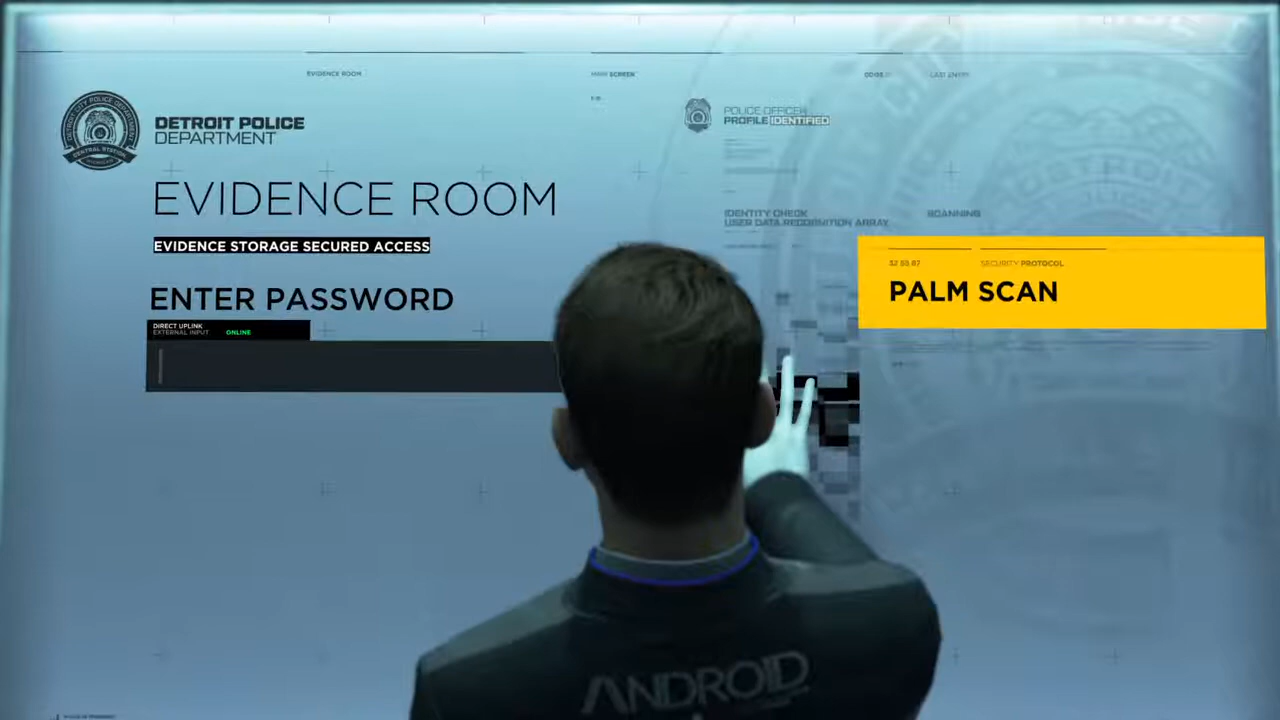 EVIDENCE ROOM
MAIN SCREEN
LAST ENTRY
DETROIT POLICE
DEPARTMENT
CENTRAL STATION
POLICE OFFICER
PROFILE IDENTIFIED
EVIDENCE ROOM
IDENTITY CHECK
USER DATA RECOGNITION ARRAY
SCANNING
EVIDENCE STORAGE SECURED ACCESS
SECURITY PROTOCOL
PALM SCAN
ENTER PASSWORD
DIRECT UPLINK
EXTERNAL INPUT ONLINE
ANDROID